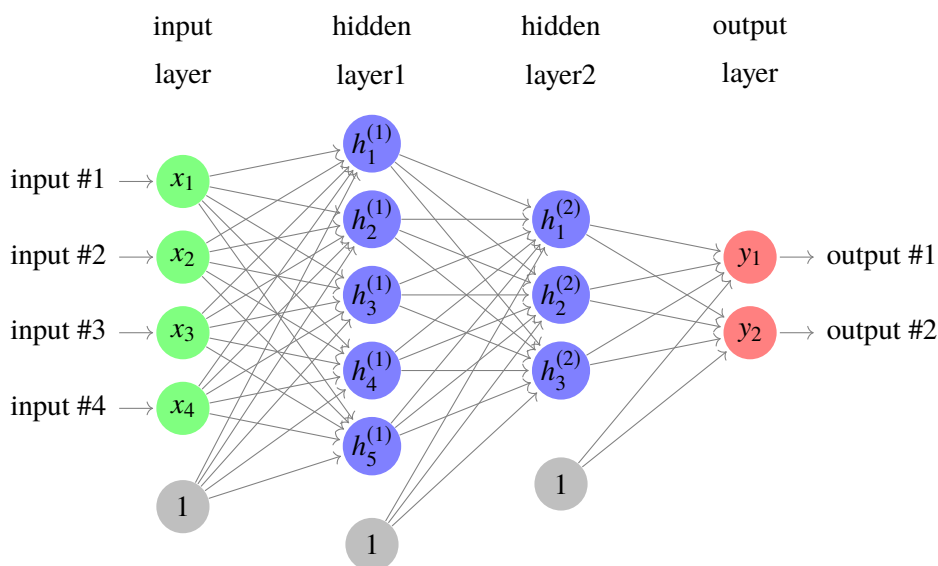 input hidden hidden output
layer layer1 layer2 layer
h₁⁽¹⁾
input #1 x₁
h₂⁽¹⁾ h₁⁽²⁾
input #2 x₂ y₁ output #1
h₃⁽¹⁾ h₂⁽²⁾
input #3 x₃ y₂ output #2
h₄⁽¹⁾ h₃⁽²⁾
input #4 x₄
h₅⁽¹⁾
1
1
1